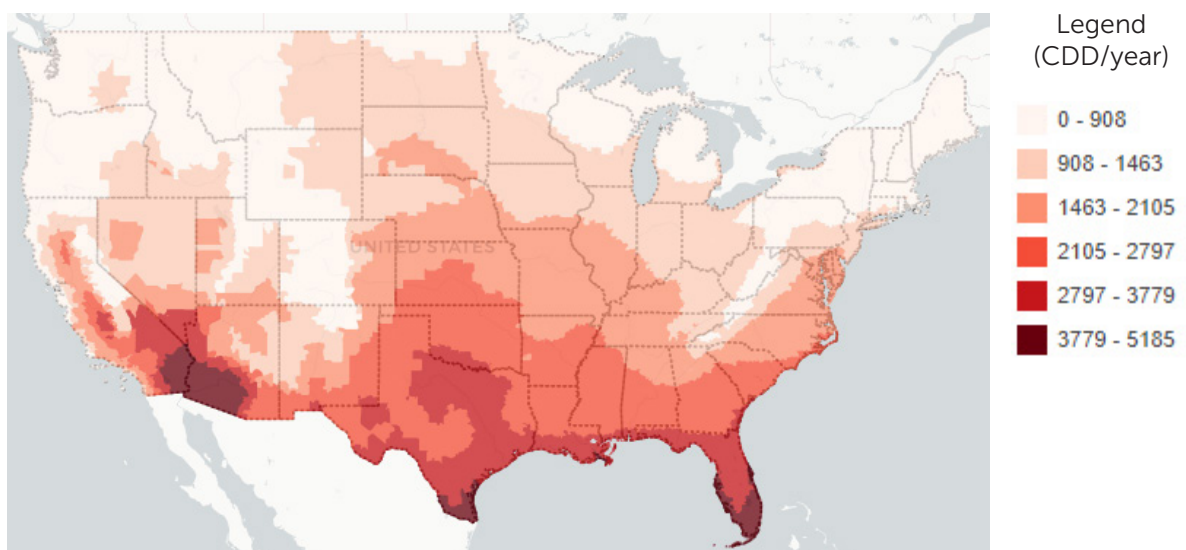 UNITED STATES
Legend
(CDD/year)
0 - 908
908 - 1463
1463 - 2105
2105 - 2797
2797 - 3779
3779 - 5185